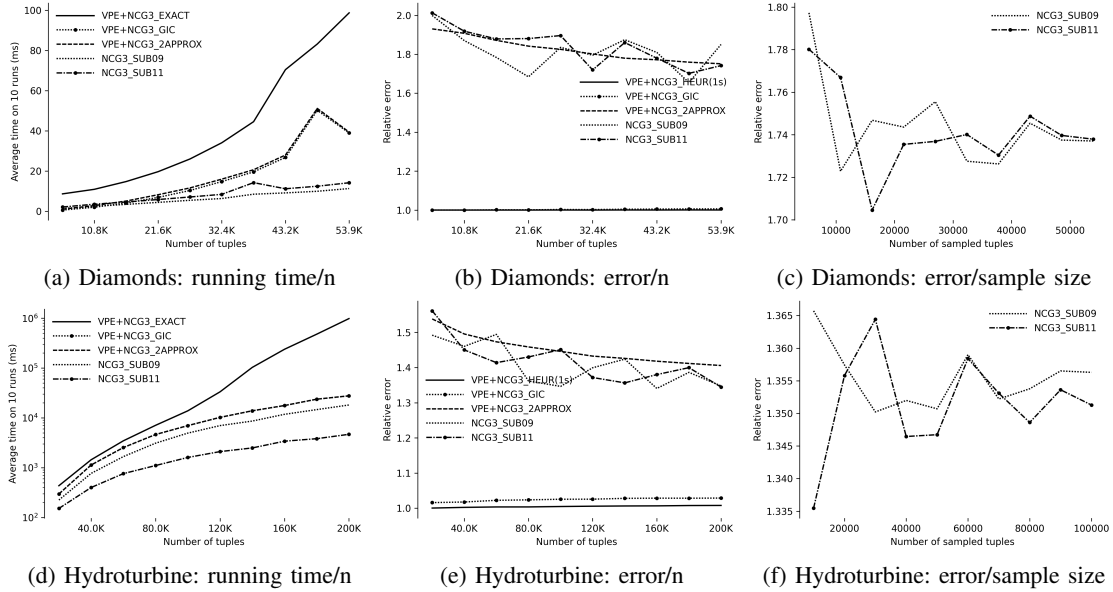 VPE+NCG3_EXACT
VPE+NCG3_GIC
VPE+NCG3_2APPROX
NCG3_SUB09
NCG3_SUB11
Average time on 10 runs (ms)
100
80
60
40
20
0
10.8K 21.6K 32.4K 43.2K 53.9K
Number of tuples
(a) Diamonds: running time/n
VPE+NCG3_HEUR(1s)
VPE+NCG3_GIC
VPE+NCG3_2APPROX
NCG3_SUB09
NCG3_SUB11
Relative error
2.0
1.8
1.6
1.4
1.2
1.0
10.8K 21.6K 32.4K 43.2K 53.9K
Number of tuples
(b) Diamonds: error/n
NCG3_SUB09
NCG3_SUB11
Relative error
1.80
1.78
1.76
1.74
1.72
1.70
10000 20000 30000 40000 50000
Number of sampled tuples
(c) Diamonds: error/sample size
VPE+NCG3_EXACT
VPE+NCG3_GIC
VPE+NCG3_2APPROX
NCG3_SUB09
NCG3_SUB11
Average time on 10 runs (ms)
10⁶
10⁵
10⁴
10³
10²
40.0K 80.0K 120K 160K 200K
Number of tuples
(d) Hydroturbine: running time/n
VPE+NCG3_HEUR(1s)
VPE+NCG3_GIC
VPE+NCG3_2APPROX
NCG3_SUB09
NCG3_SUB11
Relative error
1.5
1.4
1.3
1.2
1.1
1.0
40.0K 80.0K 120K 160K 200K
Number of tuples
(e) Hydroturbine: error/n
NCG3_SUB09
NCG3_SUB11
Relative error
1.365
1.360
1.355
1.350
1.345
1.340
1.335
20000 40000 60000 80000 100000
Number of sampled tuples
(f) Hydroturbine: error/sample size